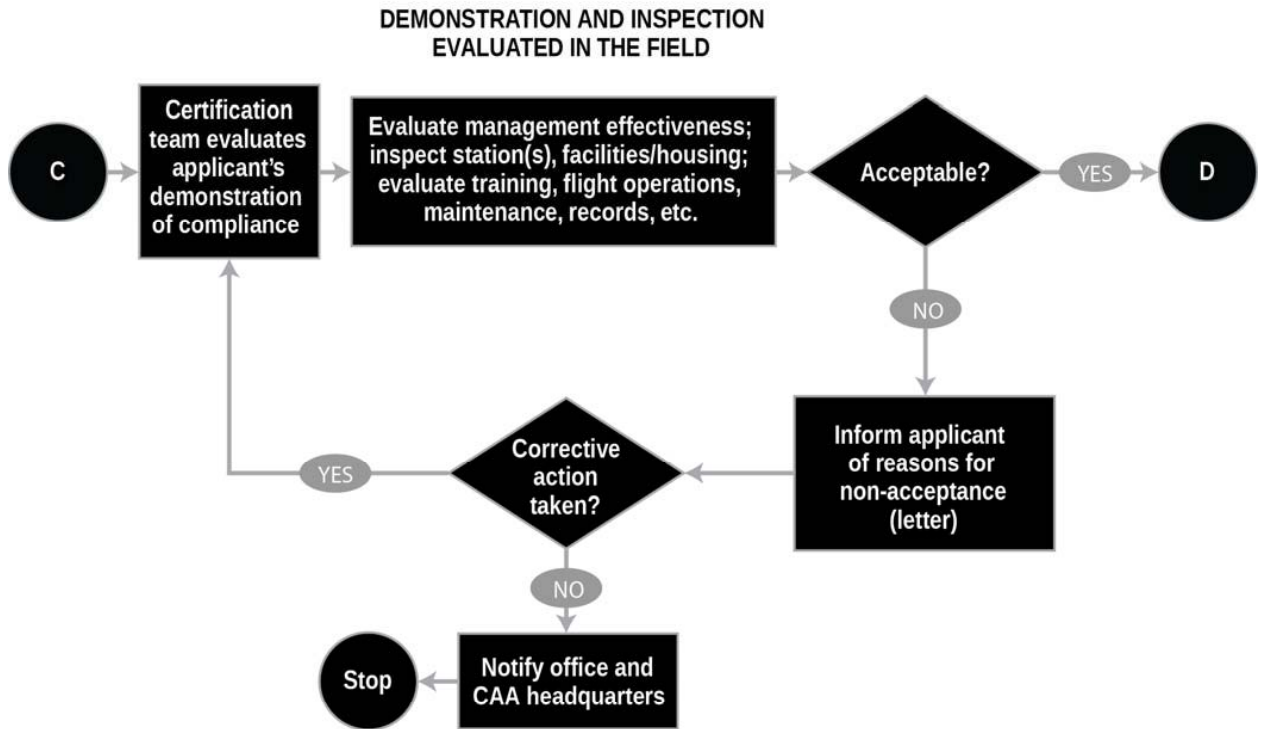 DEMONSTRATION AND INSPECTION
EVALUATED IN THE FIELD
C
Certification
team evaluates
applicant’s
demonstration
of compliance
Evaluate management effectiveness;
inspect station(s), facilities/housing;
evaluate training, flight operations,
maintenance, records, etc.
Acceptable?
YES
D
NO
Inform applicant
of reasons for
non-acceptance
(letter)
Corrective
action
taken?
YES
NO
Notify office and
CAA headquarters
Stop